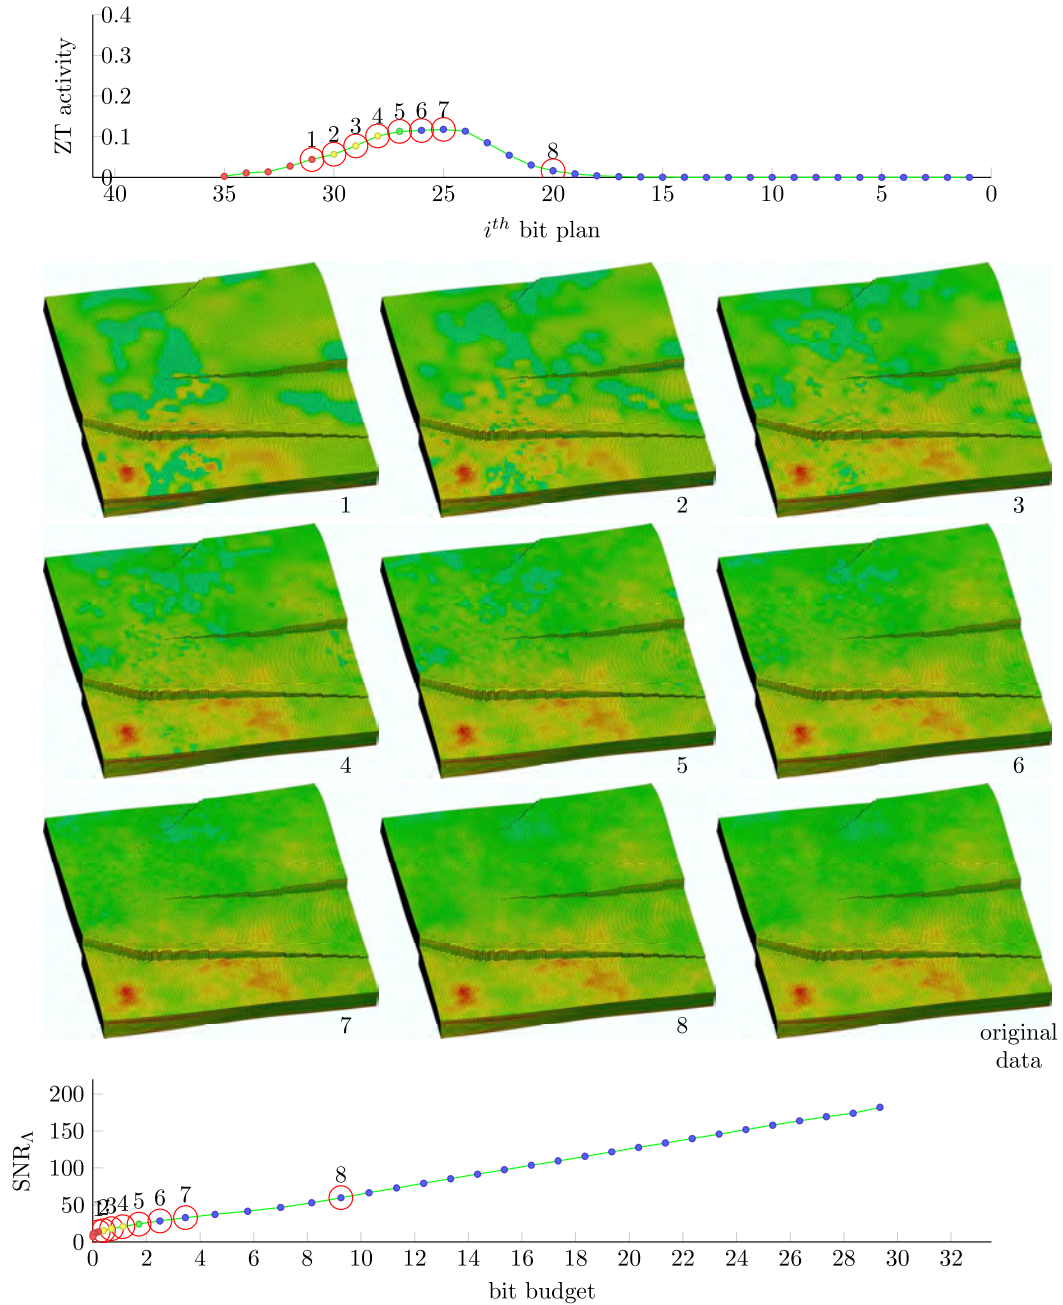 0.4
0.3
0.2
0.1
0
ZT activity
1 2 3 4 5 6 7 8
40 35 30 25 20 15 10 5 0
i^th bit plan
1 2 3
4 5 6
7 8 original
data
200
150
100
50
0
SNR_Λ
1 2 3 4 5 6 7 8
0 2 4 6 8 10 12 14 16 18 20 22 24 26 28 30 32
bit budget